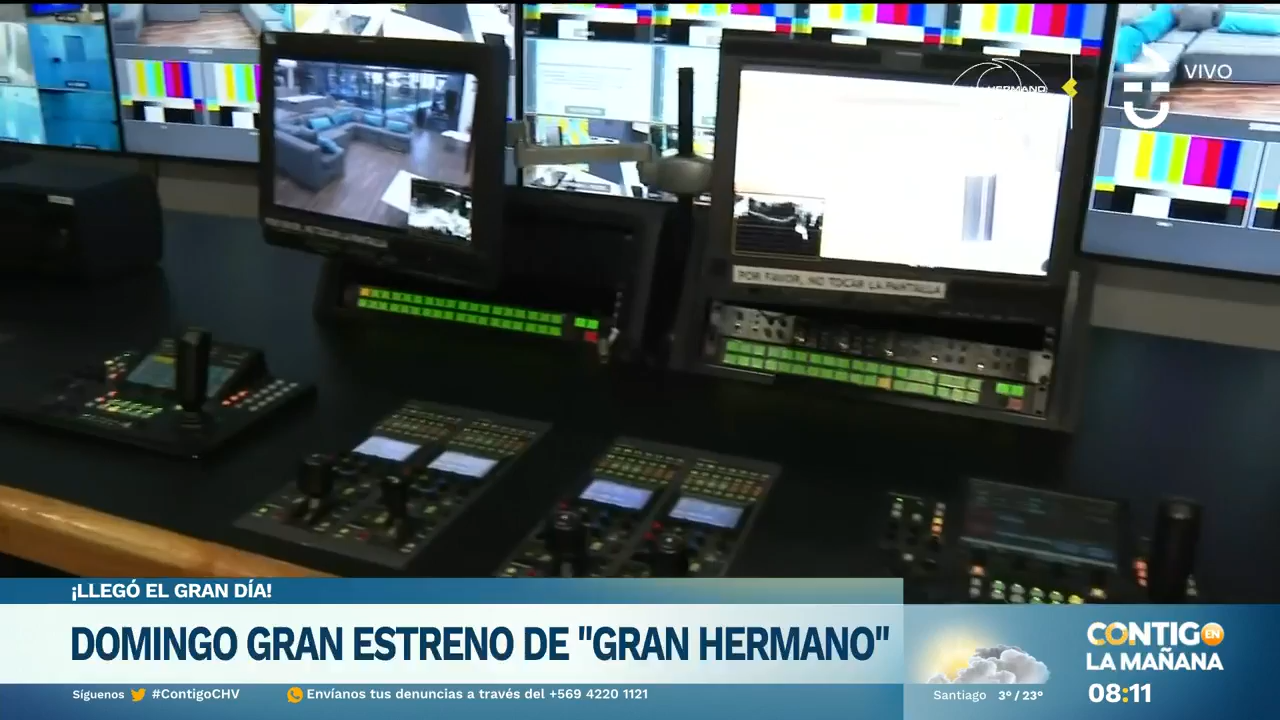 VIVO
HERMANO
POR FAVOR, NO TOCAR LA PANTALLA
¡LLEGÓ EL GRAN DÍA!
DOMINGO GRAN ESTRENO DE "GRAN HERMANO"
CONTIGO EN
LA MAÑANA
Síguenos #ContigoCHV Envíanos tus denuncias a través del +569 4220 1121
Santiago 3° / 23°
08:11